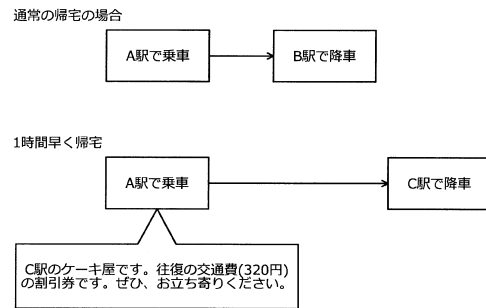 通常の帰宅の場合
A駅で乗車
B駅で降車
1時間早く帰宅
A駅で乗車
C駅で降車
C駅のケーキ屋です。往復の交通費(320円)
の割引券です。ぜひ、お立ち寄りください。